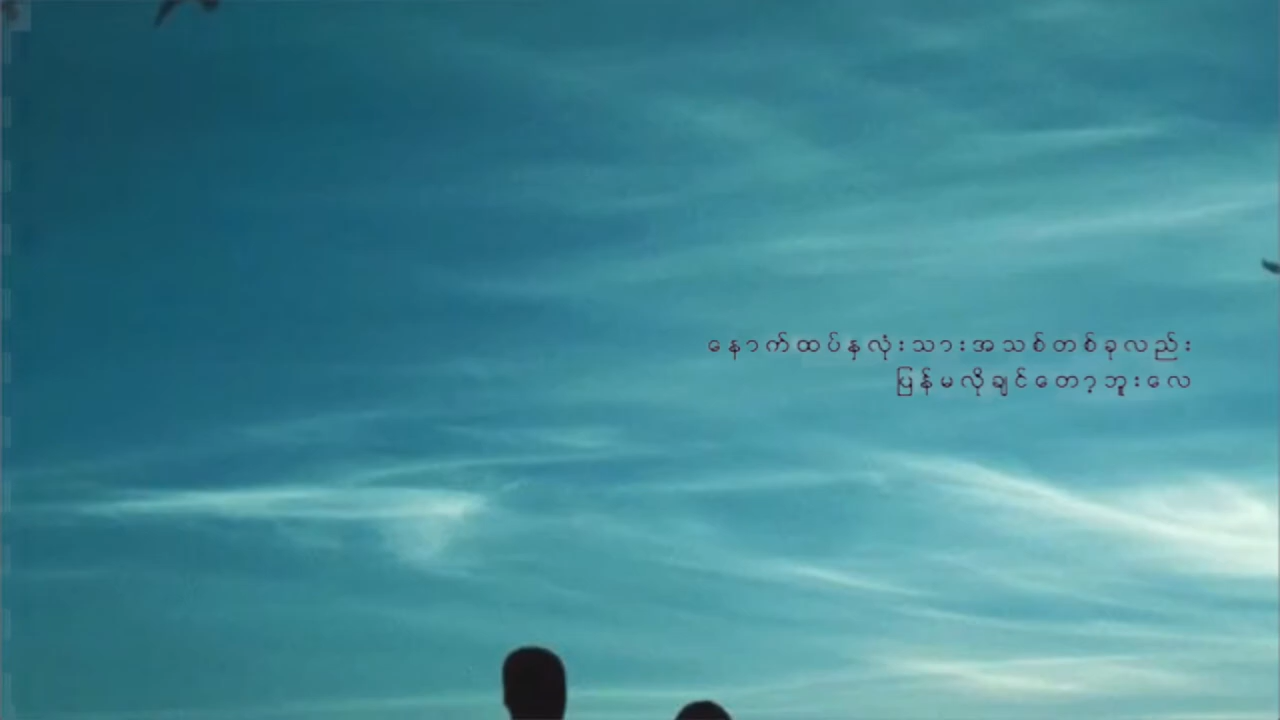 နောက်ထပ်နှလုံးသားအသစ်တစ်ခုလည်း
ပြန်မလိုချင်တော့ဘူးလေ